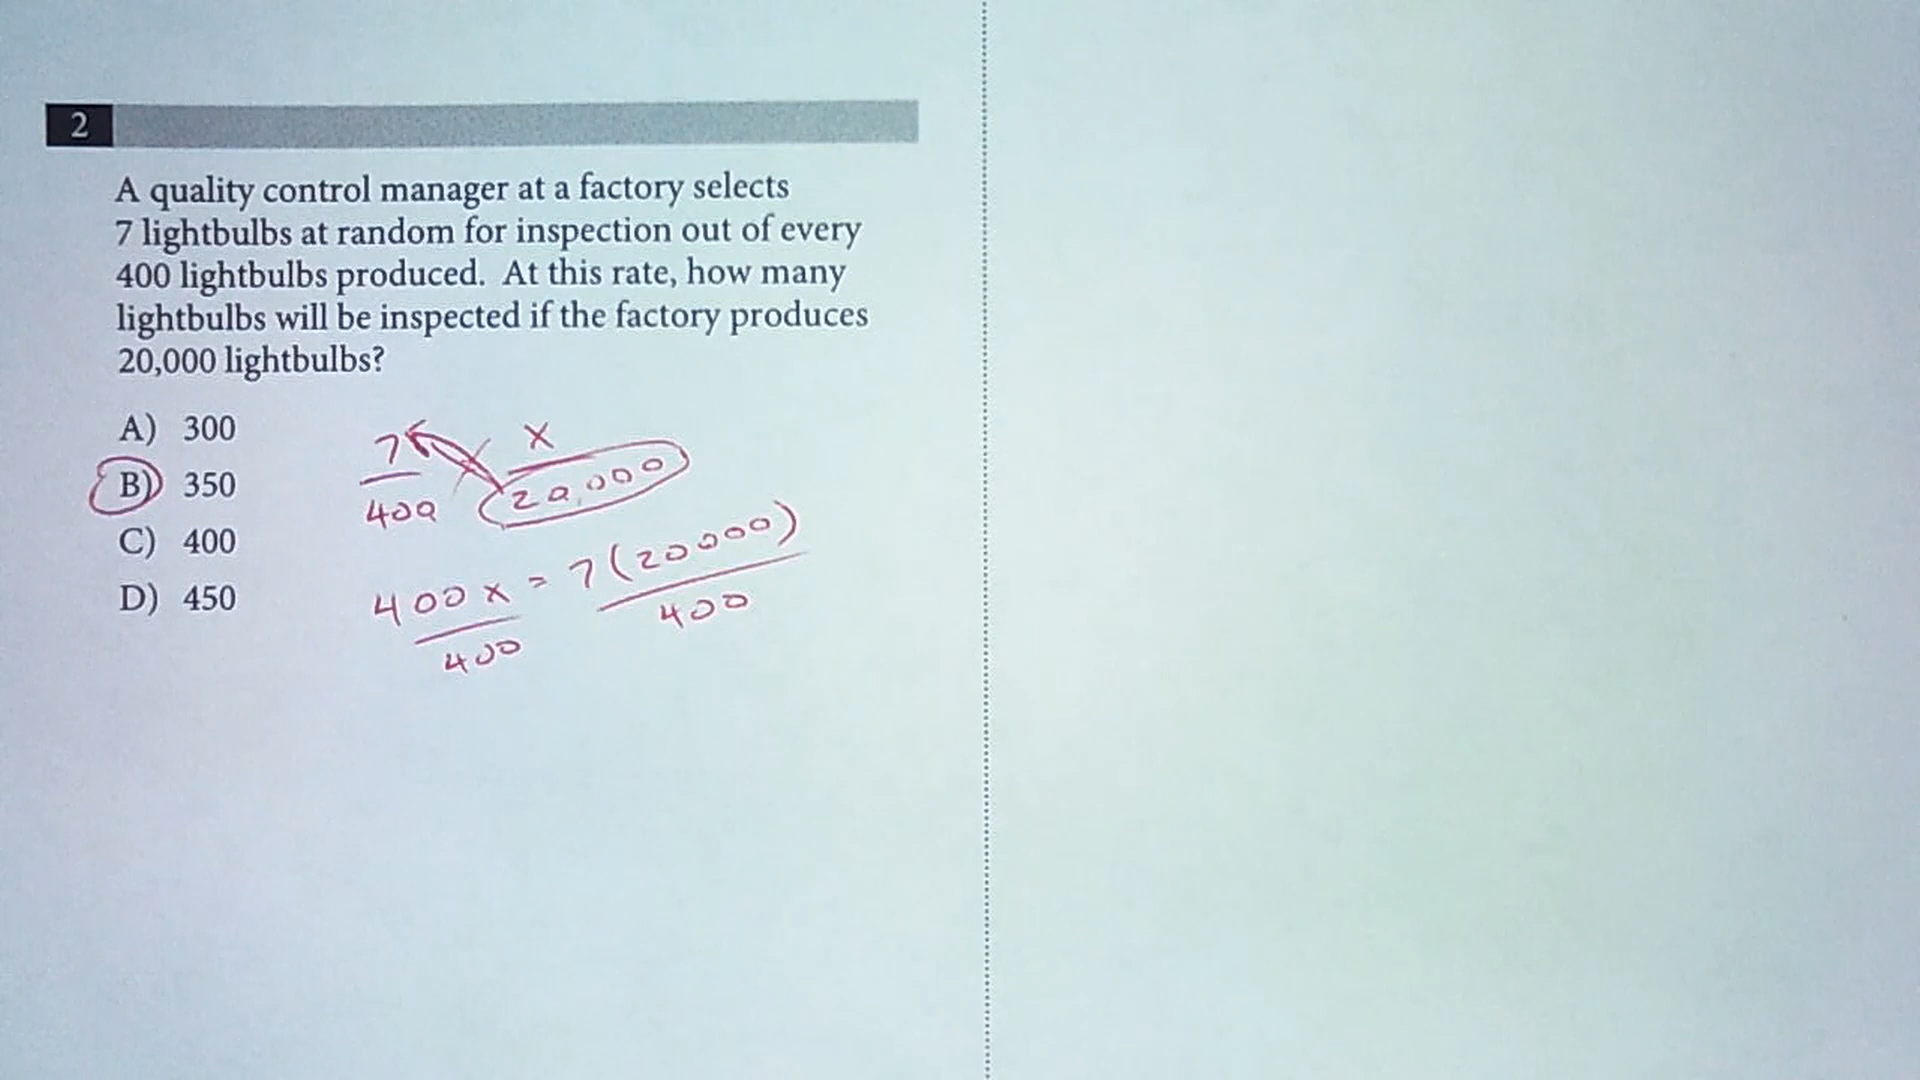 2
A quality control manager at a factory selects
7 lightbulbs at random for inspection out of every
400 lightbulbs produced. At this rate, how many
lightbulbs will be inspected if the factory produces
20,000 lightbulbs?
A) 300
B) 350
C) 400
D) 450
7 x
400 20,000
400x = 7(20000)
400 400